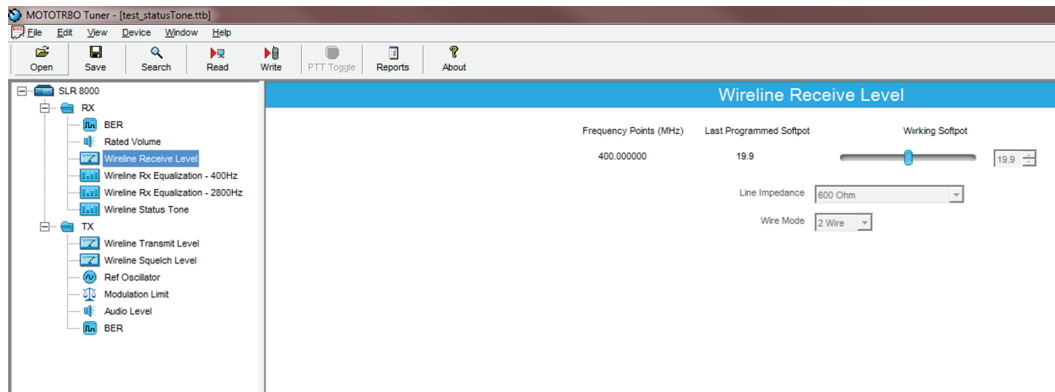 MOTOTRBO Tuner - [test_statusTone.ttb]
File Edit View Device Window Help
Open Save Search Read Write PTT Toggle Reports About
SLR 8000
RX
BER
Rated Volume
Wireline Receive Level
Wireline Rx Equalization - 400Hz
Wireline Rx Equalization - 2800Hz
Wireline Status Tone
TX
Wireline Transmit Level
Wireline Squelch Level
Ref Oscillator
Modulation Limit
Audio Level
BER
Wireline Receive Level
Frequency Points (MHz) Last Programmed Softpot Working Softpot
400.000000 19.9 19.9
Line Impedance 600 Ohm
Wire Mode 2 Wire